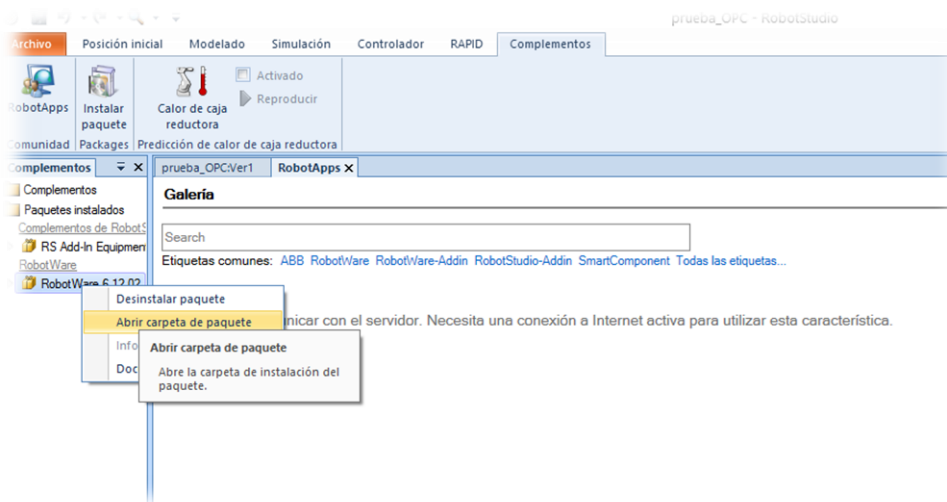 prueba_OPC - RobotStudio
Archivo Posición inicial Modelado Simulación Controlador RAPID Complementos
RobotApps Instalar paquete Calor de caja reductora Activado Reproducir
Comunidad Packages Predicción de calor de caja reductora
Complementos prueba_OPC:Ver1 RobotApps
Complementos
Paquetes instalados
Complementos de RobotS
RS Add-In Equipmen
RobotWare
RobotWare 6.12.02
Galería
Search
Etiquetas comunes: ABB RobotWare RobotWare-Addin RobotStudio-Addin SmartComponent Todas las etiquetas...
nicar con el servidor. Necesita una conexión a Internet activa para utilizar esta característica.
Desinstalar paquete
Abrir carpeta de paquete
Info
Doc
Abrir carpeta de paquete
Abre la carpeta de instalación del
paquete.